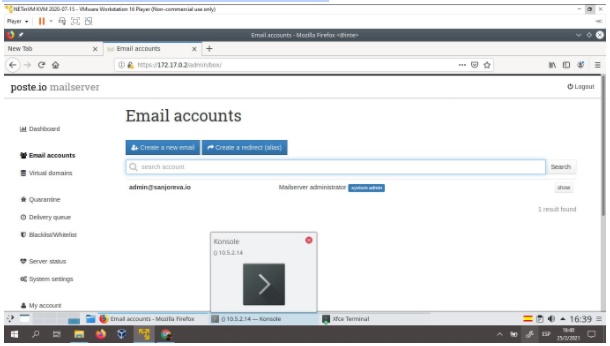 NETinVM KVM 2020-07-15 - VMware Workstation 16 Player (Non-commercial use only)
Player
Email accounts - Mozilla Firefox <Binte>
New Tab
Email accounts
https://172.17.0.2/admin/box/
poste.io mailserver
Logout
Email accounts
Dashboard
Create a new email
Create a redirect (alias)
Email accounts
search account
Search
Virtual domains
admin@sanjoreva.io
Mailserver administrator
system admin
show
Quarantine
1 result found
Delivery queue
Blacklist/Whitelist
Konsole
() 10.5.2.14
Server status
System settings
My account
Email accounts - Mozilla Firefox
() 10.5.2.14 — Konsole
Xfce Terminal
16:39
ESP
16:40
25/2/2021